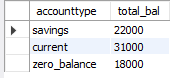 accounttype total_bal
savings 22000
current 31000
zero_balance 18000